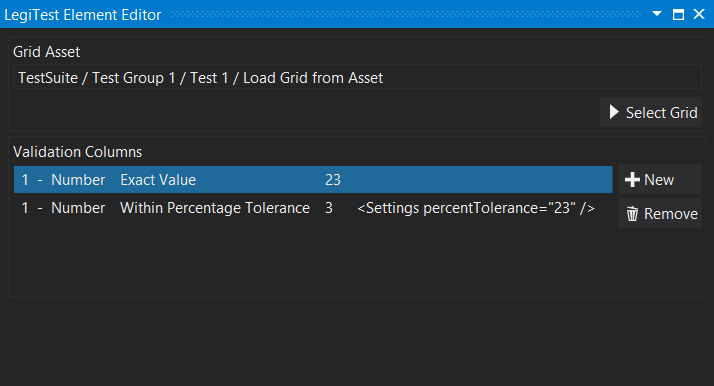 LegiTest Element Editor
Grid Asset
TestSuite / Test Group 1 / Test 1 / Load Grid from Asset
Select Grid
Validation Columns
1 - Number Exact Value 23
New
1 - Number Within Percentage Tolerance 3 <Settings percentTolerance="23" />
Remove